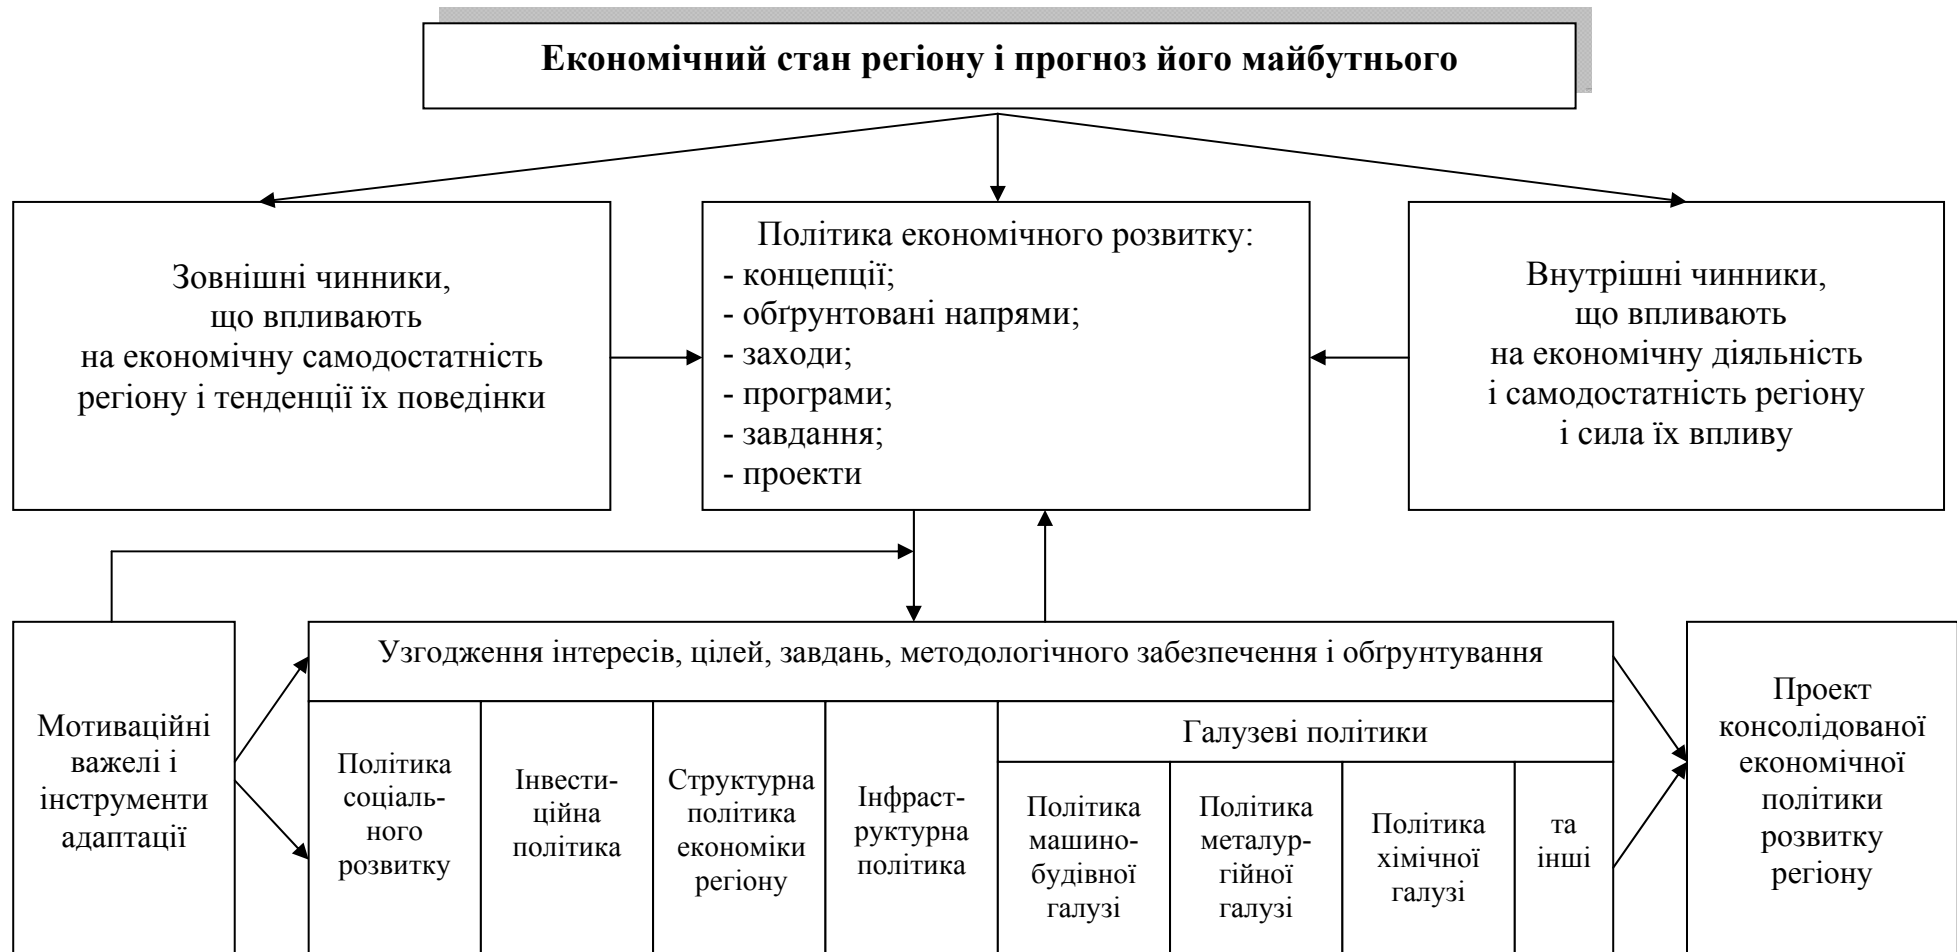 Економічний стан регіону і прогноз його майбутнього
Зовнішні чинники,
що впливають
на економічну самодостатність
регіону і тенденції їх поведінки
Політика економічного розвитку:
- концепції;
- обґрунтовані напрями;
- заходи;
- програми;
- завдання;
- проекти
Внутрішні чинники,
що впливають
на економічну діяльність
і самодостатність регіону
і сила їх впливу
Мотиваційні
важелі і
інструменти
адаптації
Узгодження інтересів, цілей, завдань, методологічного забезпечення і обґрунтування
Політика
соціаль-
ного
розвитку
Інвести-
ційна
політика
Структурна
політика
економіки
регіону
Інфраст-
руктурна
політика
Галузеві політики
Політика
машино-
будівної
галузі
Політика
металур-
гійної
галузі
Політика
хімічної
галузі
та
інші
Проект
консолідованої
економічної
політики
розвитку
регіону